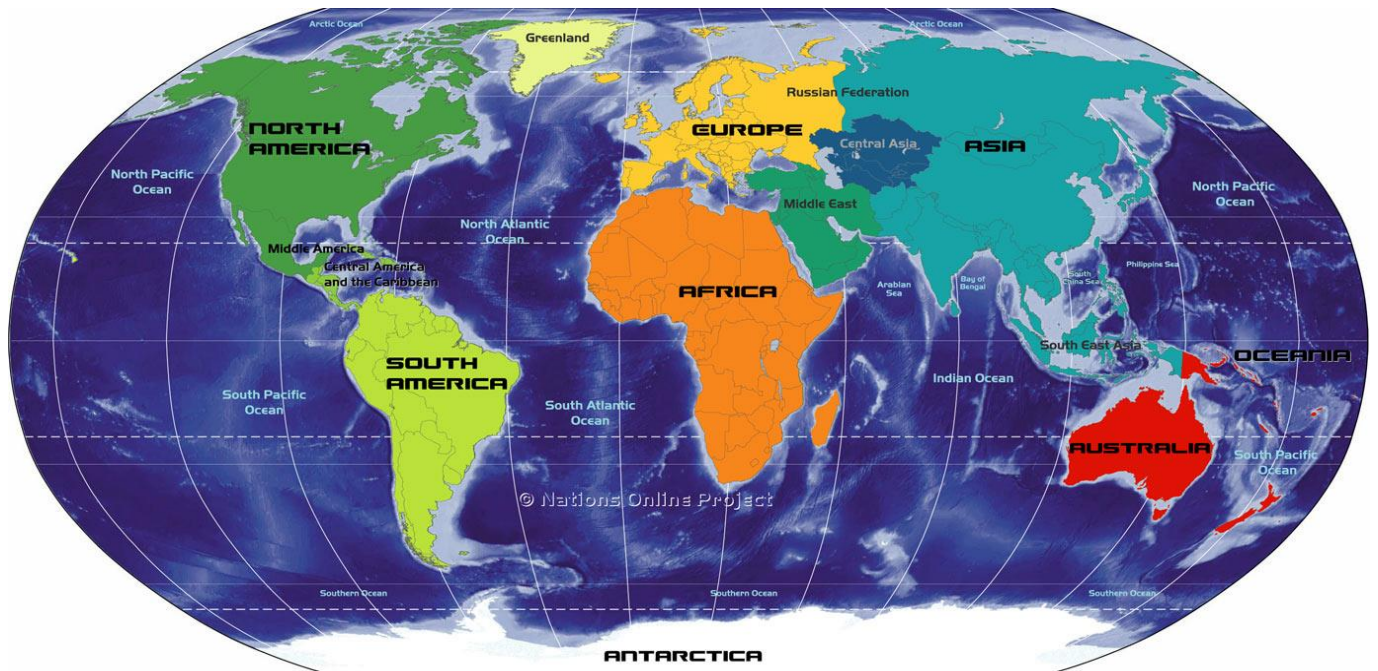 Arctic Ocean
Arctic Ocean
Greenland
Russian Federation
NORTH
AMERICA
EUROPE
Central Asia
ASIA
North Pacific
Ocean
North Pacific
Ocean
Middle East
North Atlantic
Ocean
Middle America
Central America
and the Caribbean
Philippine Sea
Arabian
Sea
Bay of
Bengal
South
China Sea
AFRICA
South East Asia
OCEANIA
SOUTH
AMERICA
Indian Ocean
South Pacific
Ocean
South Atlantic
Ocean
AUSTRALIA
South Pacific
Ocean
© Nations Online Project
Southern Ocean
Southern Ocean
Southern Ocean
ANTARCTICA